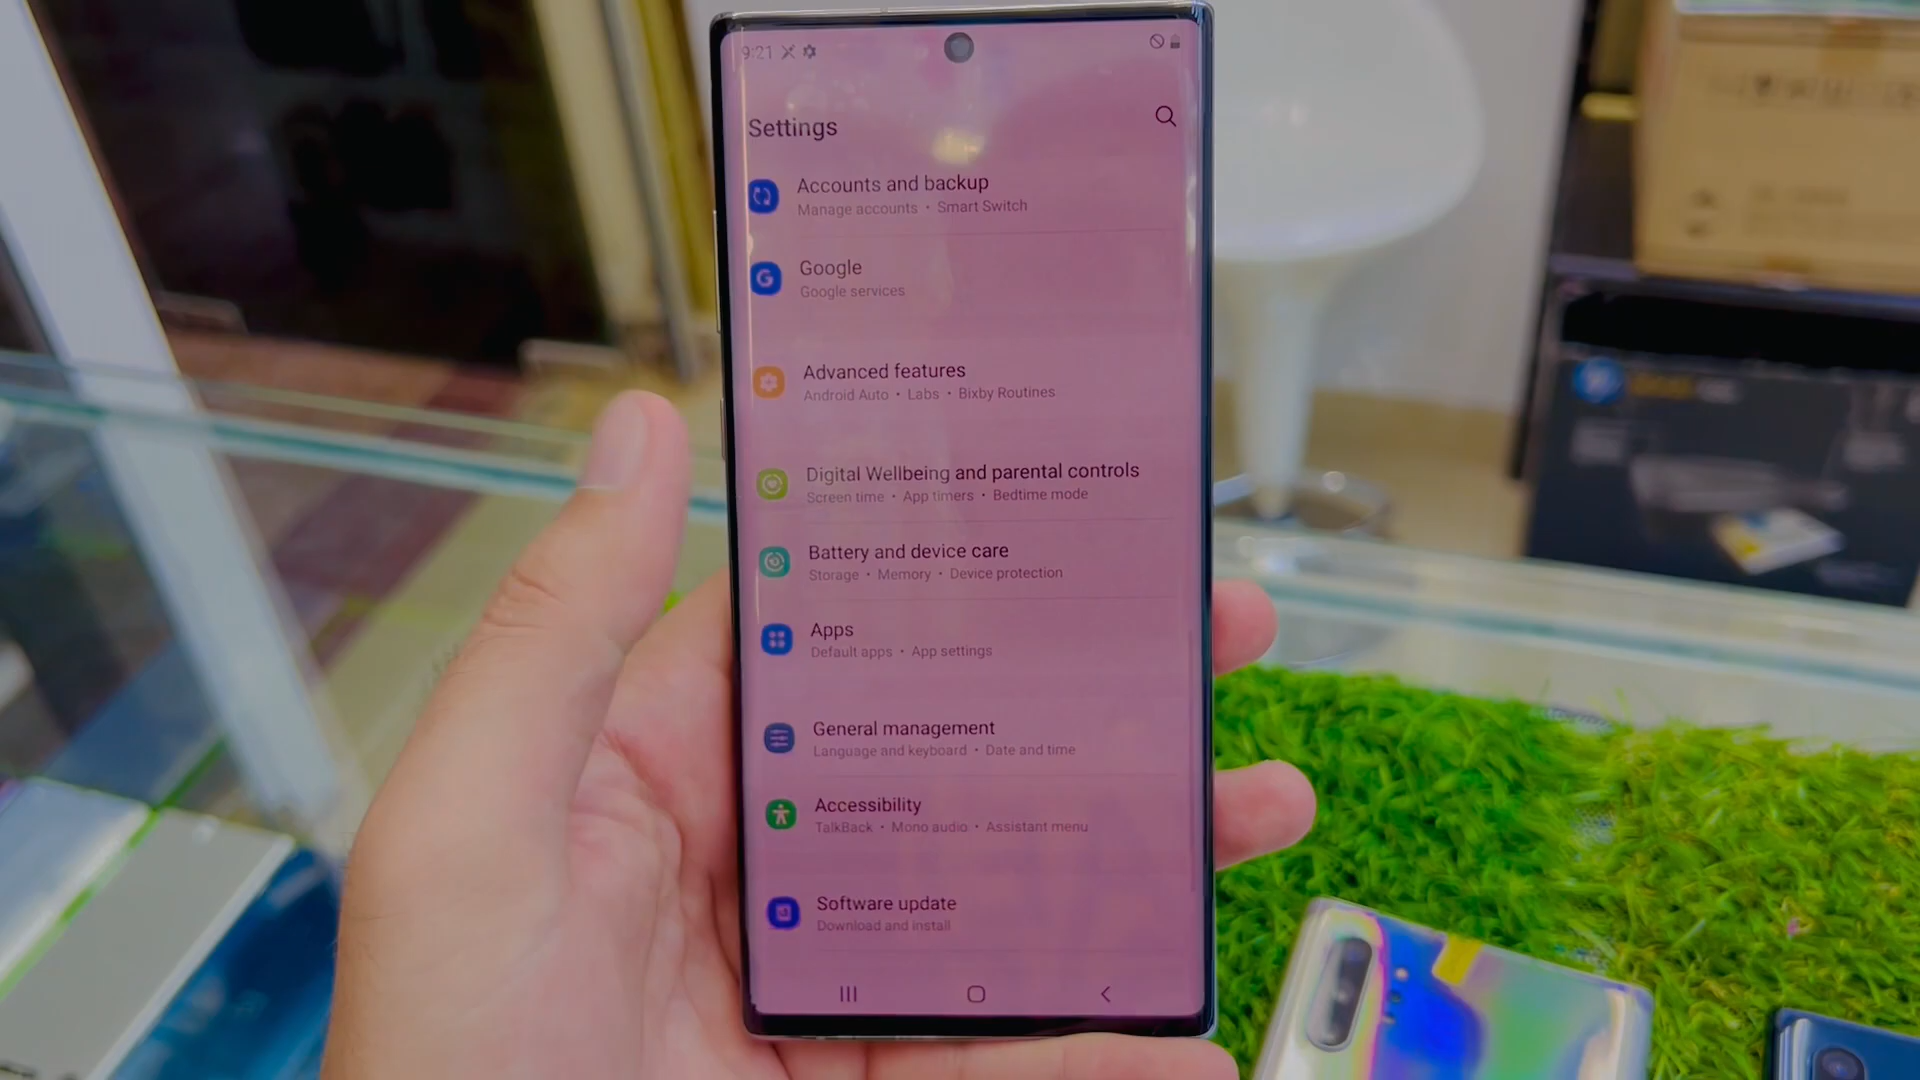 9:21
Settings
Accounts and backup
Manage accounts • Smart Switch
Google
Google services
Advanced features
Android Auto • Labs • Bixby Routines
Digital Wellbeing and parental controls
Screen time • App timers • Bedtime mode
Battery and device care
Storage • Memory • Device protection
Apps
Default apps • App settings
General management
Language and keyboard • Date and time
Accessibility
TalkBack • Mono audio • Assistant menu
Software update
Download and install